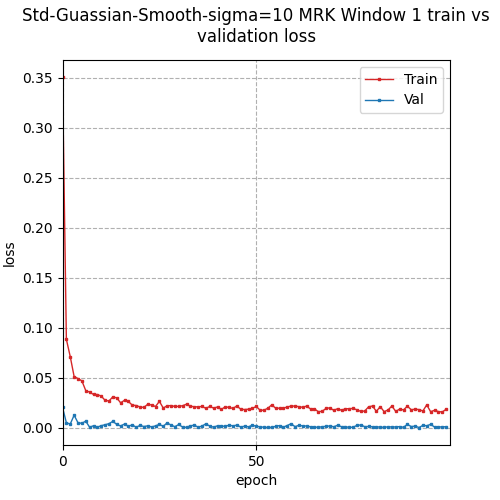 Std-Guassian-Smooth-sigma=10 MRK Window 1 train vs
validation loss
Train
Val
0.35
0.30
0.25
0.20
0.15
0.10
0.05
0.00
loss
0
50
epoch